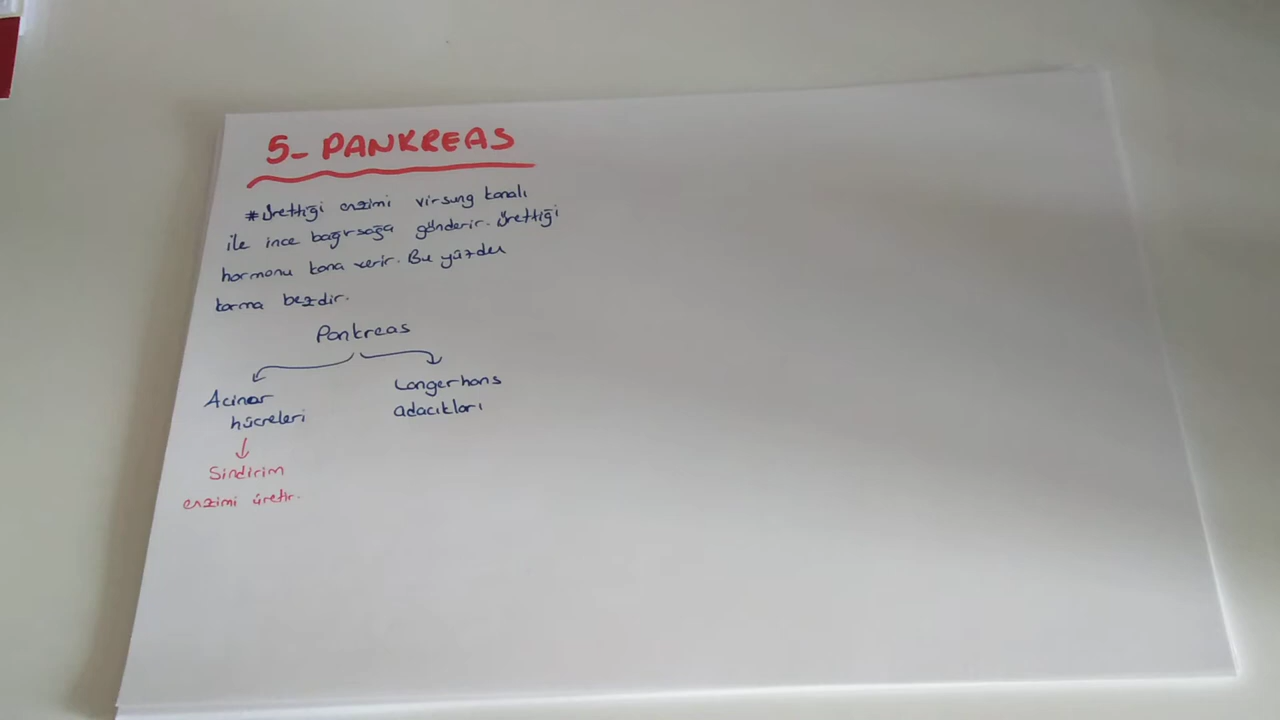 5- PANKREAS
# Ürettiği enzimi virsung kanalı
ile ince bağırsağa gönderir. Ürettiği
hormonu kana verir. Bu yüzden
karma bezdir.
Pankreas
Acinar
hücreleri
Langerhans
adacıkları
Sindirim
enzimi üretir.